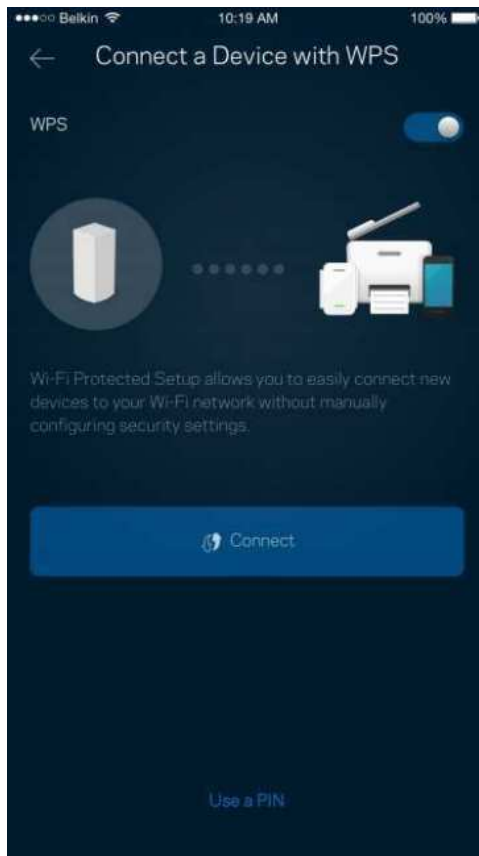 ●●●○○ Belkin 10:19 AM 100%
Connect a Device with WPS
WPS
Wi-Fi Protected Setup allows you to easily connect new
devices to your Wi-Fi network without manually
configuring security settings.
Connect
Use a PIN